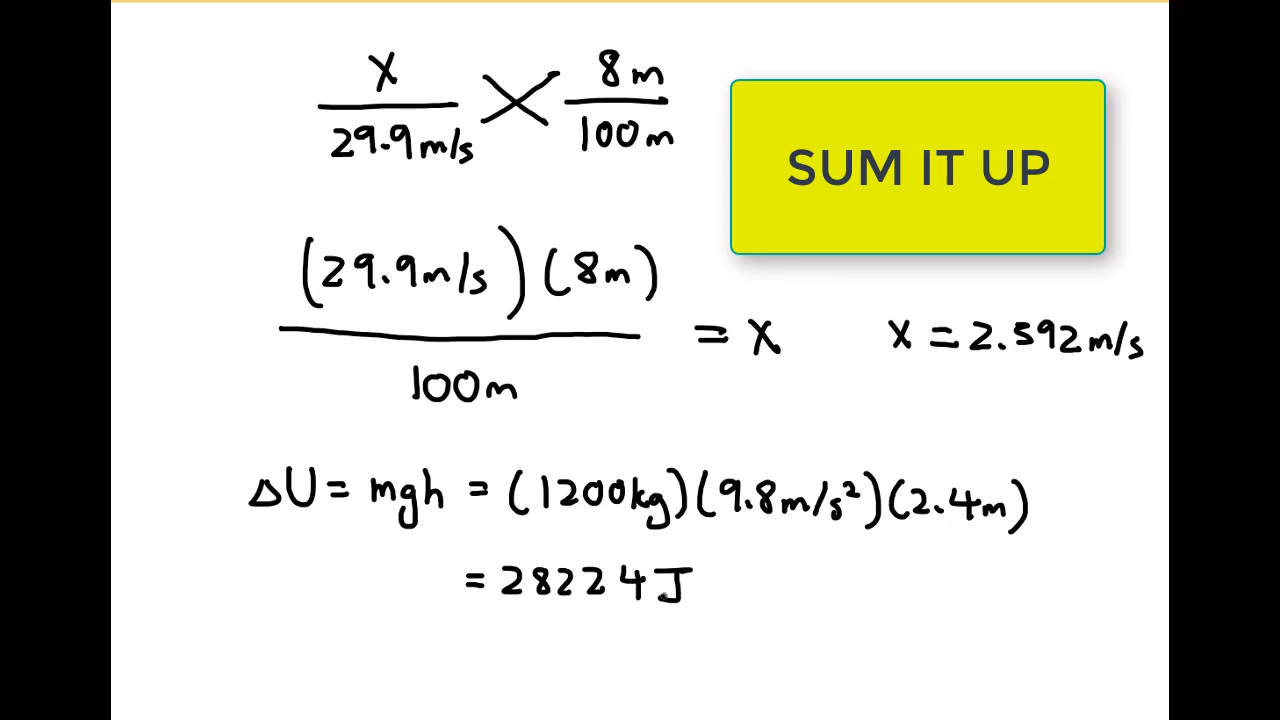 x / 29.9m/s × 8m / 100m
SUM IT UP
(29.9m/s)(8m) / 100m = x
x = 2.592m/s
ΔU = mgh = (1200kg)(9.8m/s²)(2.4m)
= 28224J